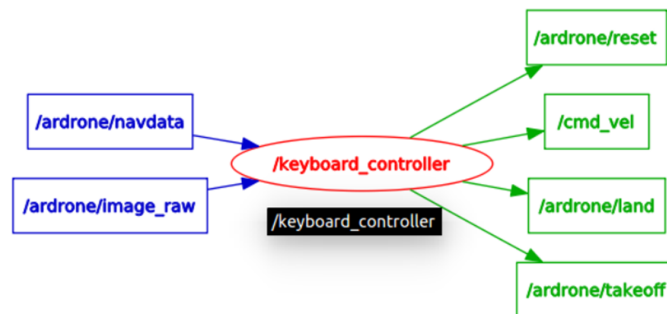 /ardrone/navdata
/ardrone/image_raw
/keyboard_controller
/keyboard_controller
/ardrone/reset
/cmd_vel
/ardrone/land
/ardrone/takeoff